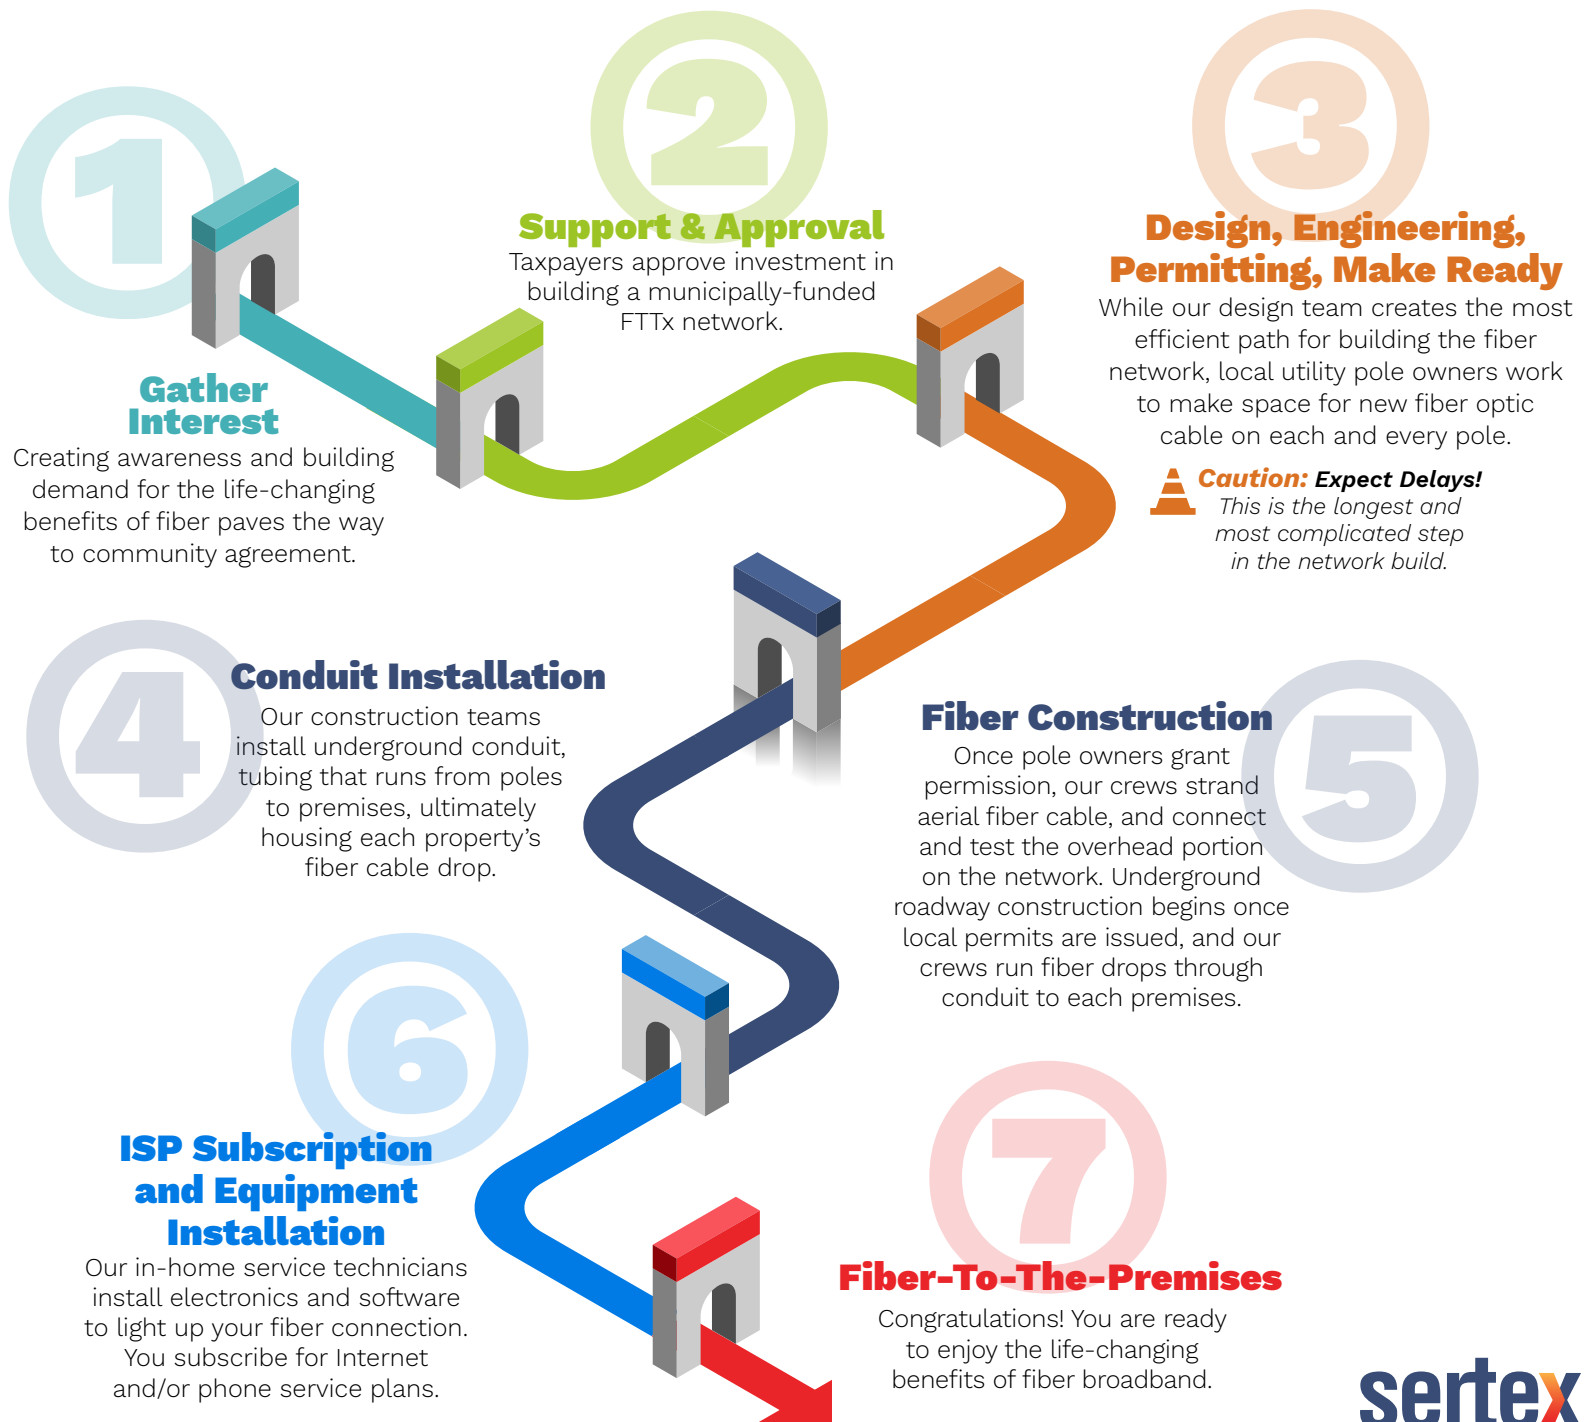 1
Gather
Interest
Creating awareness and building
demand for the life-changing
benefits of fiber paves the way
to community agreement.
2
Support & Approval
Taxpayers approve investment in
building a municipally-funded
FTTx network.
3
Design, Engineering,
Permitting, Make Ready
While our design team creates the most
efficient path for building the fiber
network, local utility pole owners work
to make space for new fiber optic
cable on each and every pole.
Caution: Expect Delays!
This is the longest and
most complicated step
in the network build.
4
Conduit Installation
Our construction teams
install underground conduit,
tubing that runs from poles
to premises, ultimately
housing each property's
fiber cable drop.
5
Fiber Construction
Once pole owners grant
permission, our crews strand
aerial fiber cable, and connect
and test the overhead portion
on the network. Underground
roadway construction begins once
local permits are issued, and our
crews run fiber drops through
conduit to each premises.
6
ISP Subscription
and Equipment
Installation
Our in-home service technicians
install electronics and software
to light up your fiber connection.
You subscribe for Internet
and/or phone service plans.
7
Fiber-To-The-Premises
Congratulations! You are ready
to enjoy the life-changing
benefits of fiber broadband.
sertex